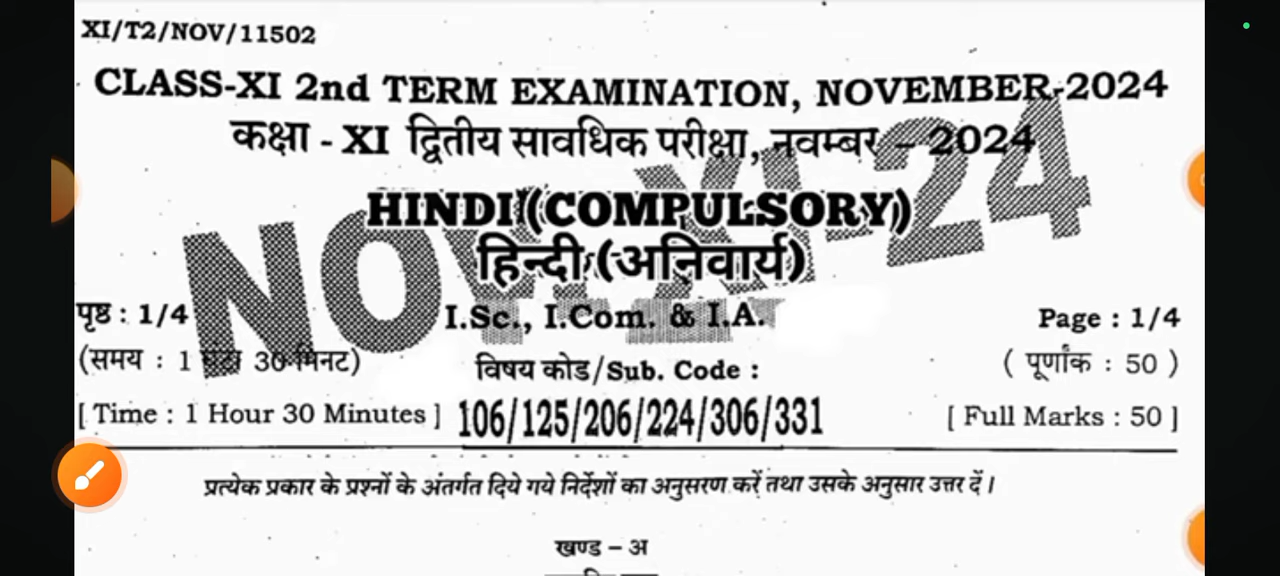 XI/T2/NOV/11502
CLASS-XI 2nd TERM EXAMINATION, NOVEMBER-2024
कक्षा - XI द्वितीय सावधिक परीक्षा, नवम्बर – 2024
HINDI (COMPULSORY)
हिन्दी (अनिवार्य)
पृष्ठ : 1/4 I.Sc., I.Com. & I.A. Page : 1/4
(समय : 1 घंटा 30 मिनट) विषय कोड/Sub. Code : ( पूर्णांक : 50 )
[ Time : 1 Hour 30 Minutes ] 106/125/206/224/306/331 [ Full Marks : 50 ]
प्रत्येक प्रकार के प्रश्नों के अंतर्गत दिये गये निर्देशों का अनुसरण करें तथा उसके अनुसार उत्तर दें।
खण्ड – अ